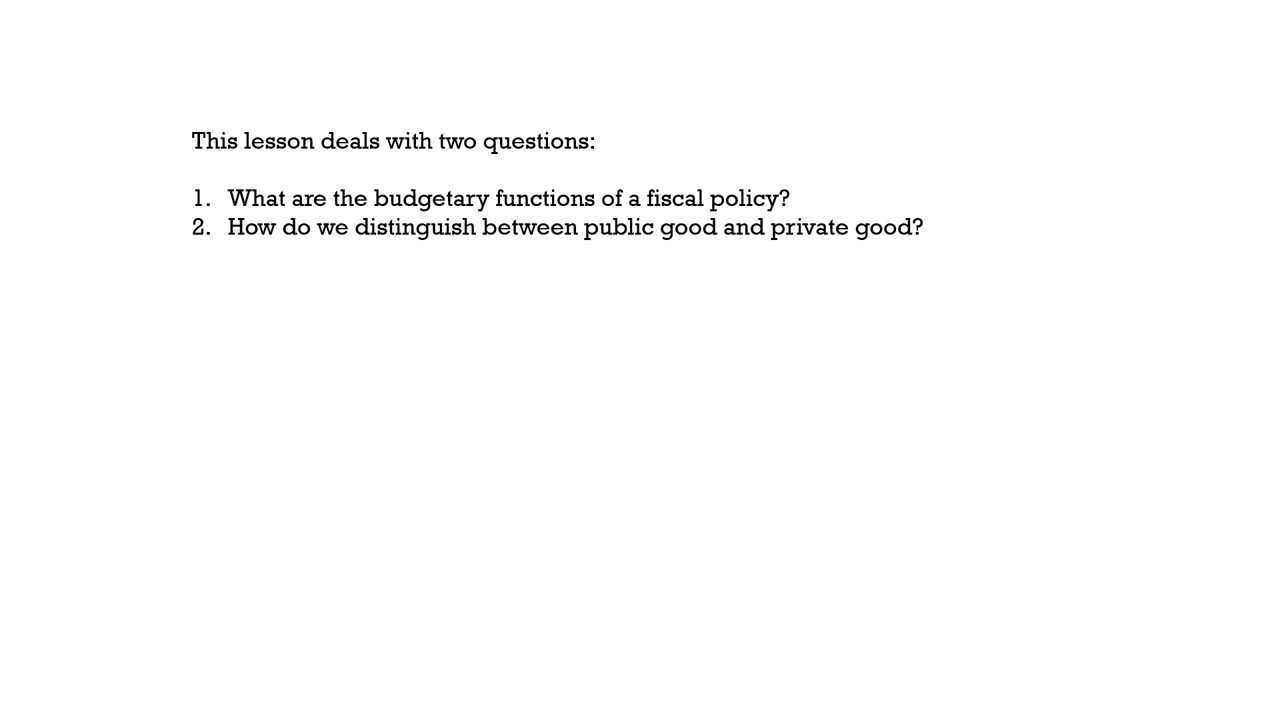 This lesson deals with two questions:
1. What are the budgetary functions of a fiscal policy?
2. How do we distinguish between public good and private good?